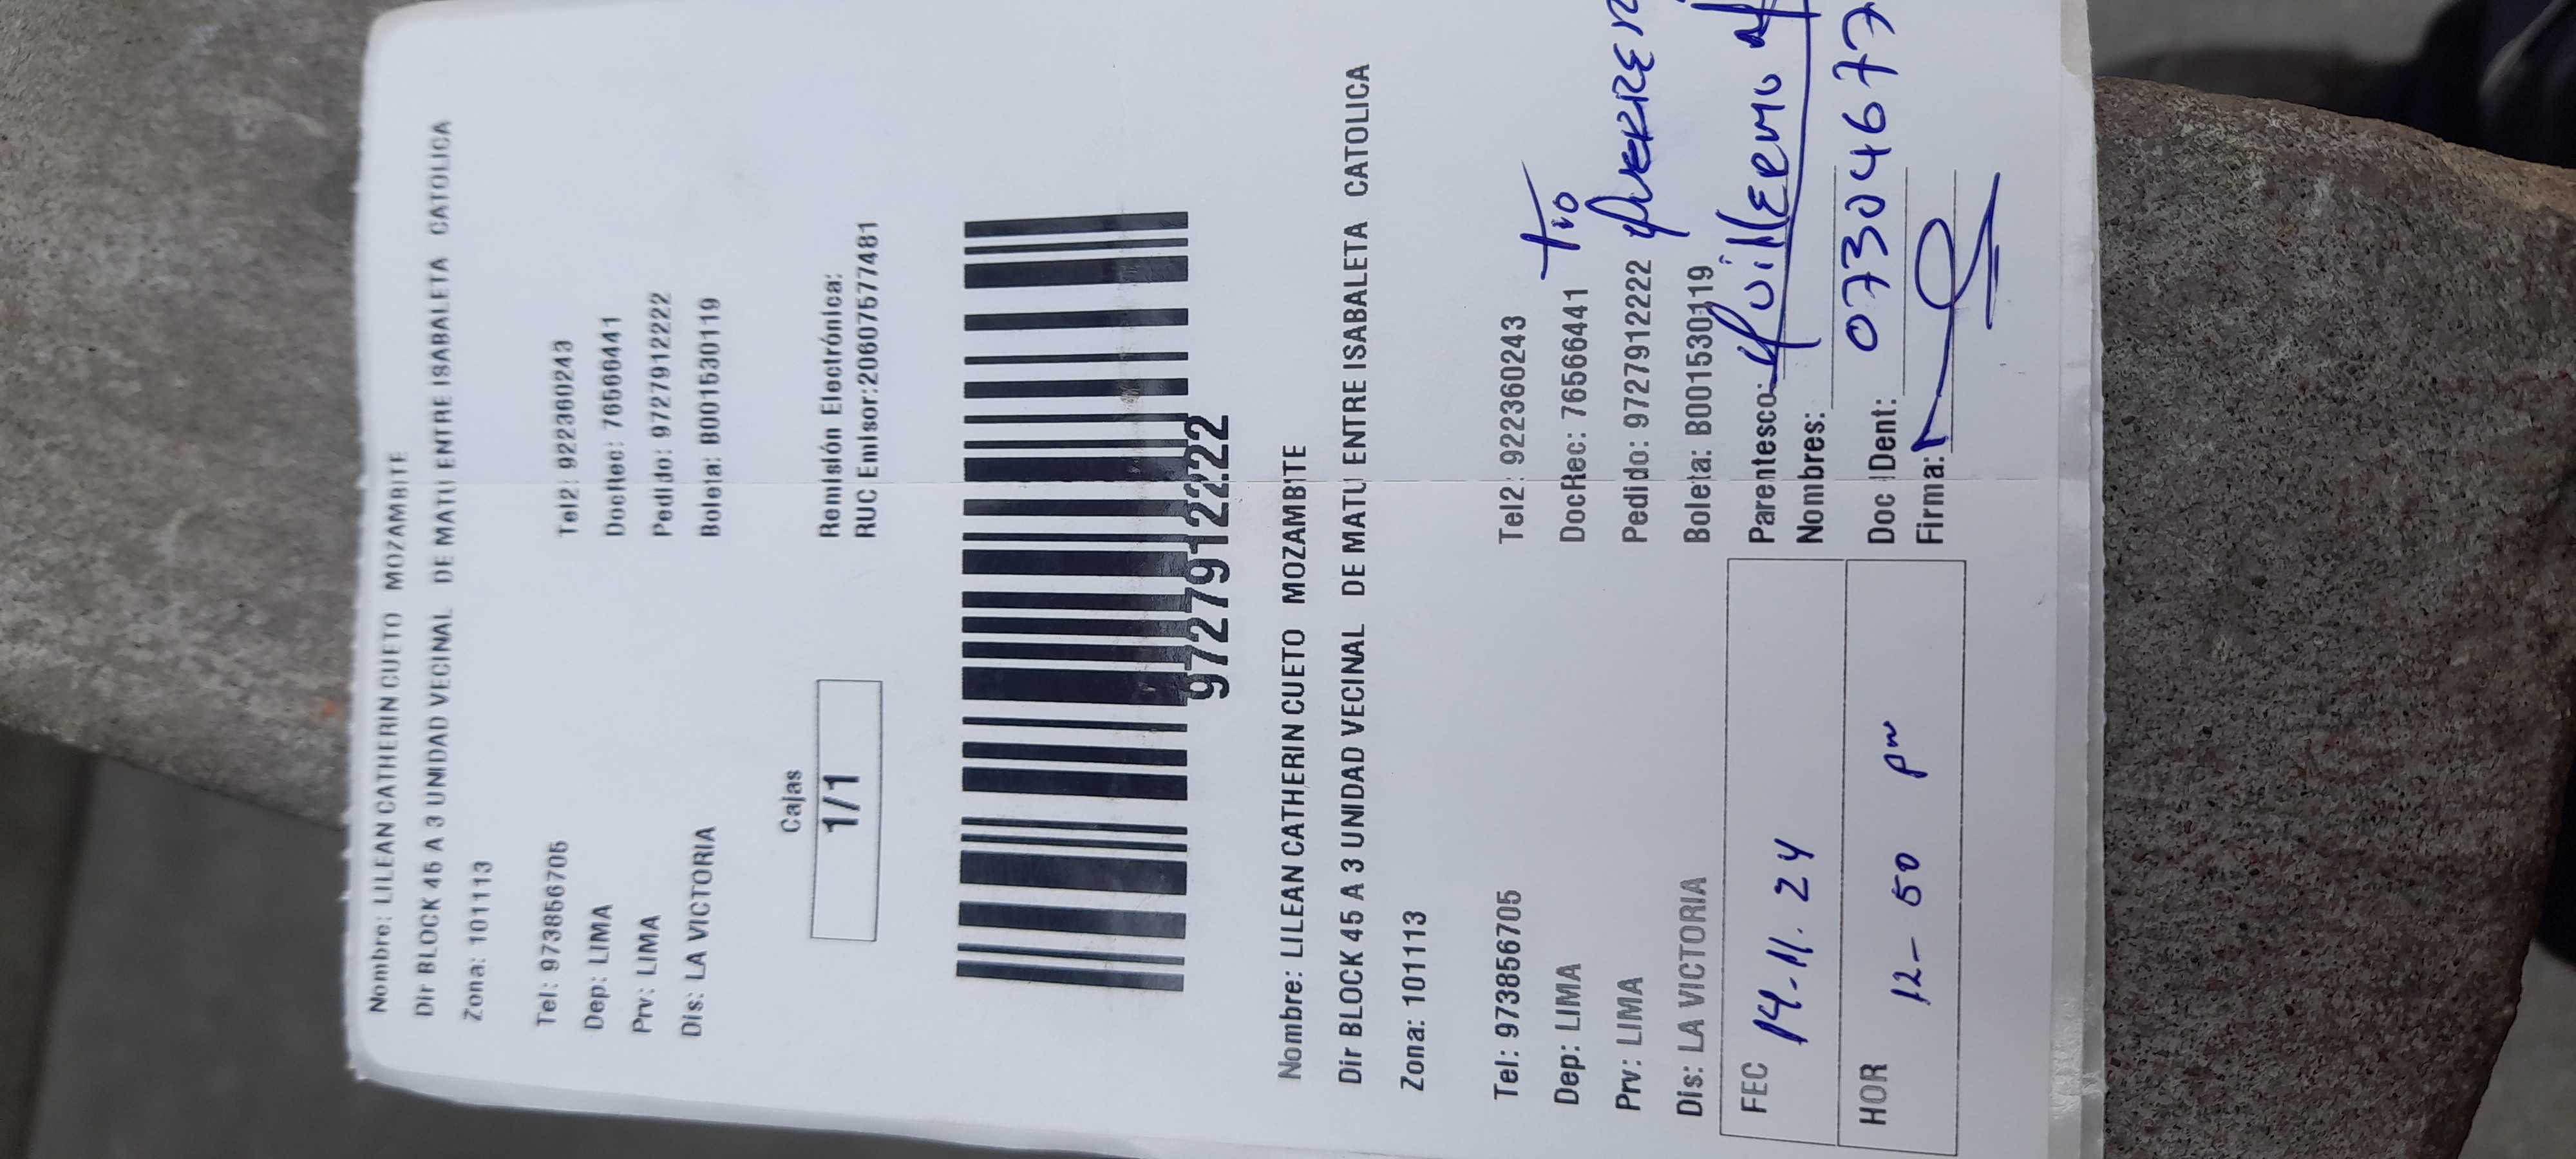 Nombre: LILEAN CATHERIN CUETO MOZAMBITE
Dir BLOCK 45 A 3 UNIDAD VECINAL DE MATU ENTRE ISABALETA CATOLICA
Zona: 101113
Tel: 973856705 Tel2: 922360243
Dep: LIMA DocRec: 76566441
Prv: LIMA Pedido: 9727912222
Dis: LA VICTORIA Boleta: B001530119
Cajas
1/1
Remisión Electrónica:
RUC Emisor:20607577481
9727912222
Nombre: LILEAN CATHERIN CUETO MOZAMBITE
Dir BLOCK 45 A 3 UNIDAD VECINAL DE MATU ENTRE ISABALETA CATOLICA
Zona: 101113
Tel: 973856705 Tel2: 922360243
Dep: LIMA DocRec: 76566441 Tio
Prv: LIMA Pedido: 9727912222
Dis: LA VICTORIA Boleta: B001530119
FEC 14-11.24 Parentesco: Guillermo
Nombres:
HOR 12-50 pm Doc IDent: 07304677
Firma: